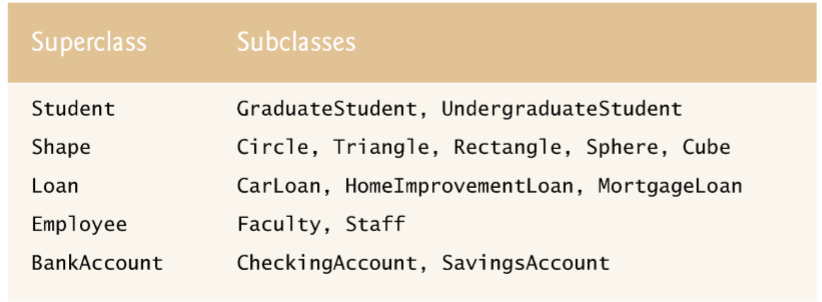 Superclass Subclasses
Student GraduateStudent, UndergraduateStudent
Shape Circle, Triangle, Rectangle, Sphere, Cube
Loan CarLoan, HomeImprovementLoan, MortgageLoan
Employee Faculty, Staff
BankAccount CheckingAccount, SavingsAccount